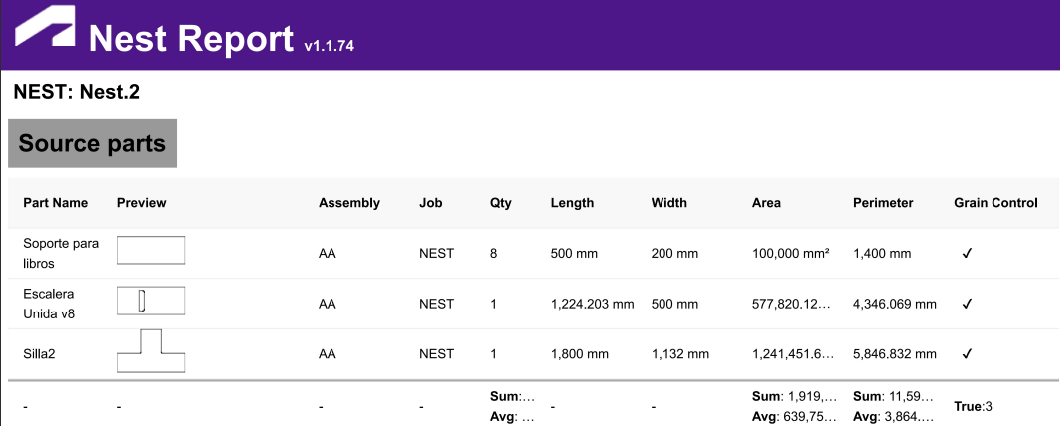 Nest Report v1.1.74
NEST: Nest.2
Source parts
Part Name Preview Assembly Job Qty Length Width Area Perimeter Grain Control
Soporte para
libros
AA NEST 8 500 mm 200 mm 100,000 mm² 1,400 mm ✓
Escalera
Unida v8
AA NEST 1 1,224.203 mm 500 mm 577,820.12… 4,346.069 mm ✓
Silla2 AA NEST 1 1,800 mm 1,132 mm 1,241,451.6… 5,846.832 mm ✓
- - - - Sum:… - - Sum: 1,919,… Sum: 11,59… True:3
Avg: … Avg: 639,75… Avg: 3,864.…